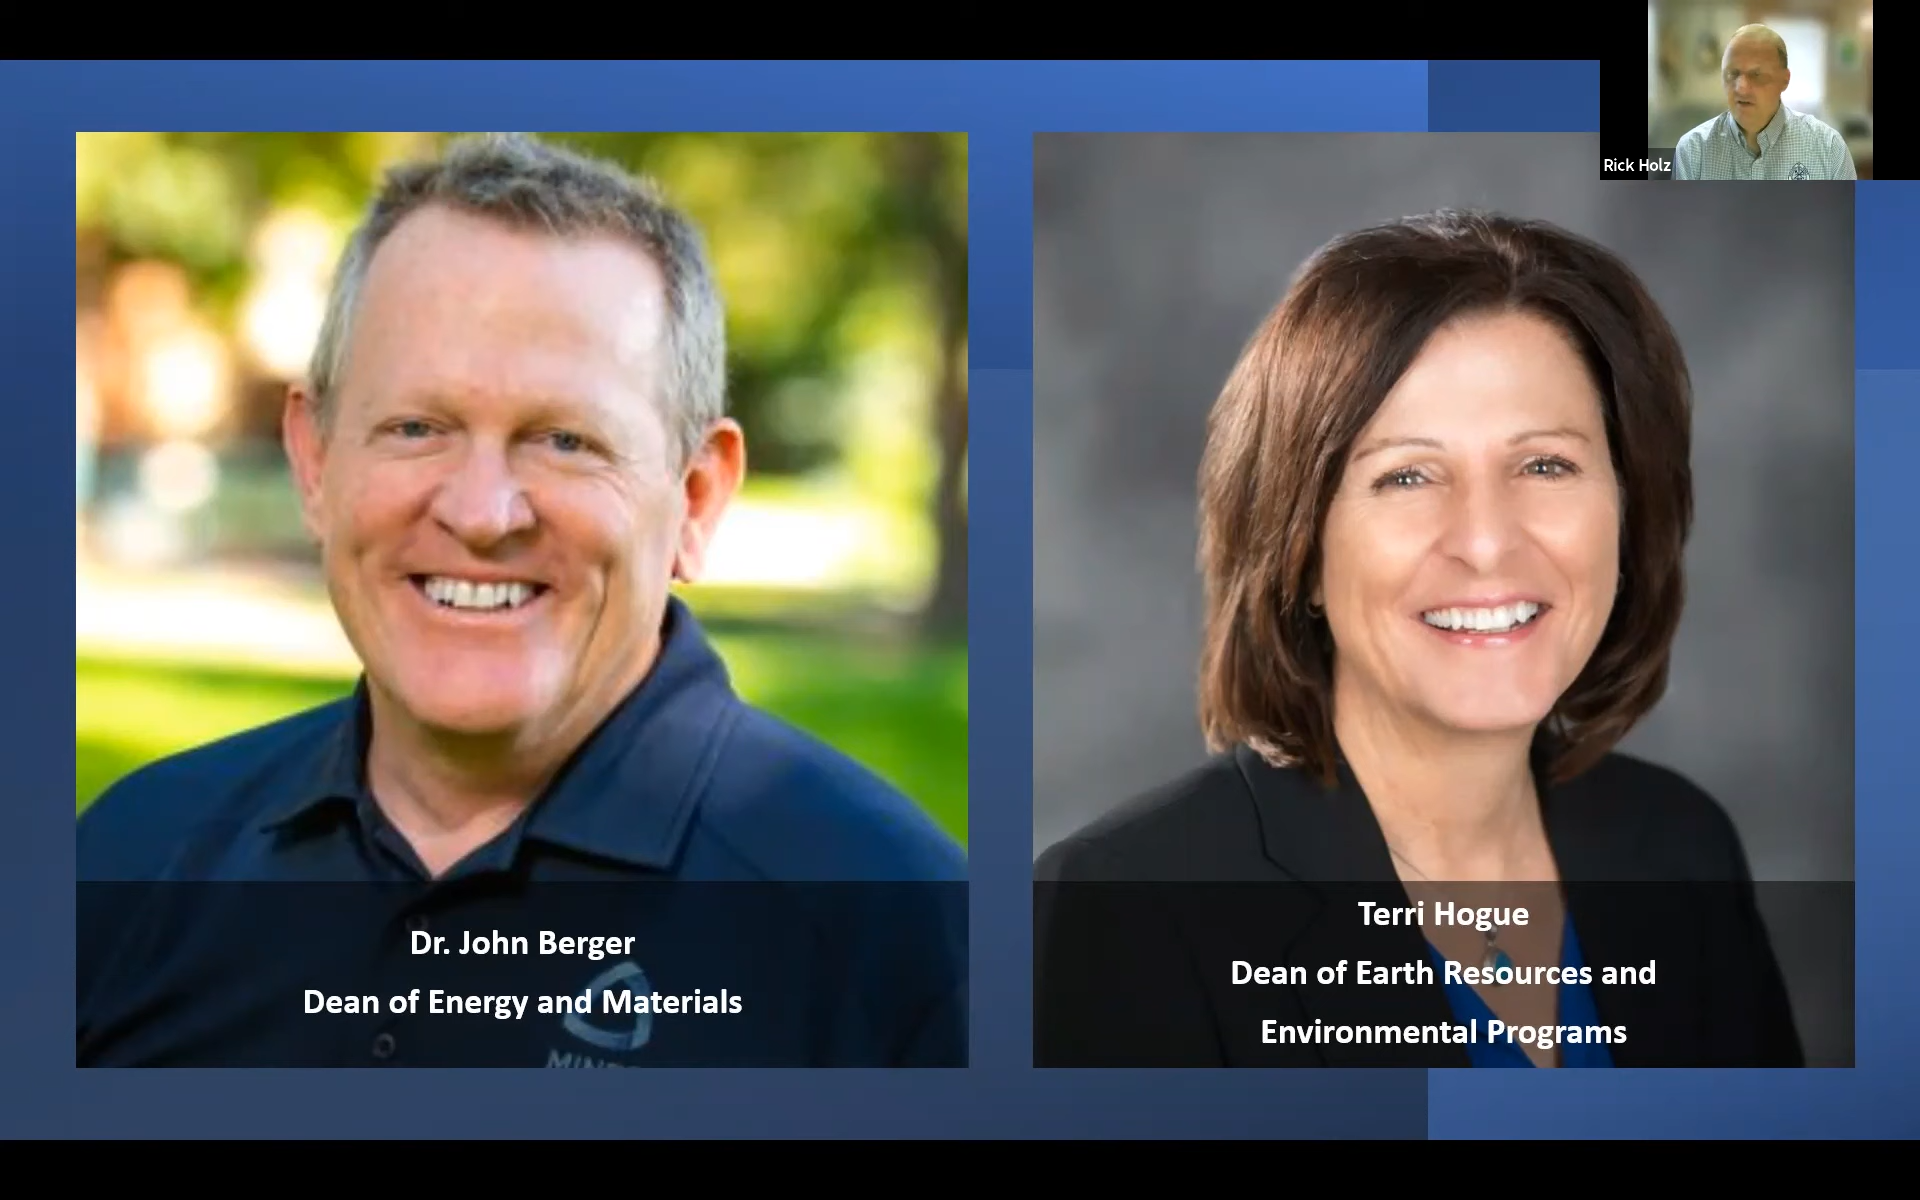 Rick Holz
Dr. John Berger
Dean of Energy and Materials
Terri Hogue
Dean of Earth Resources and
Environmental Programs